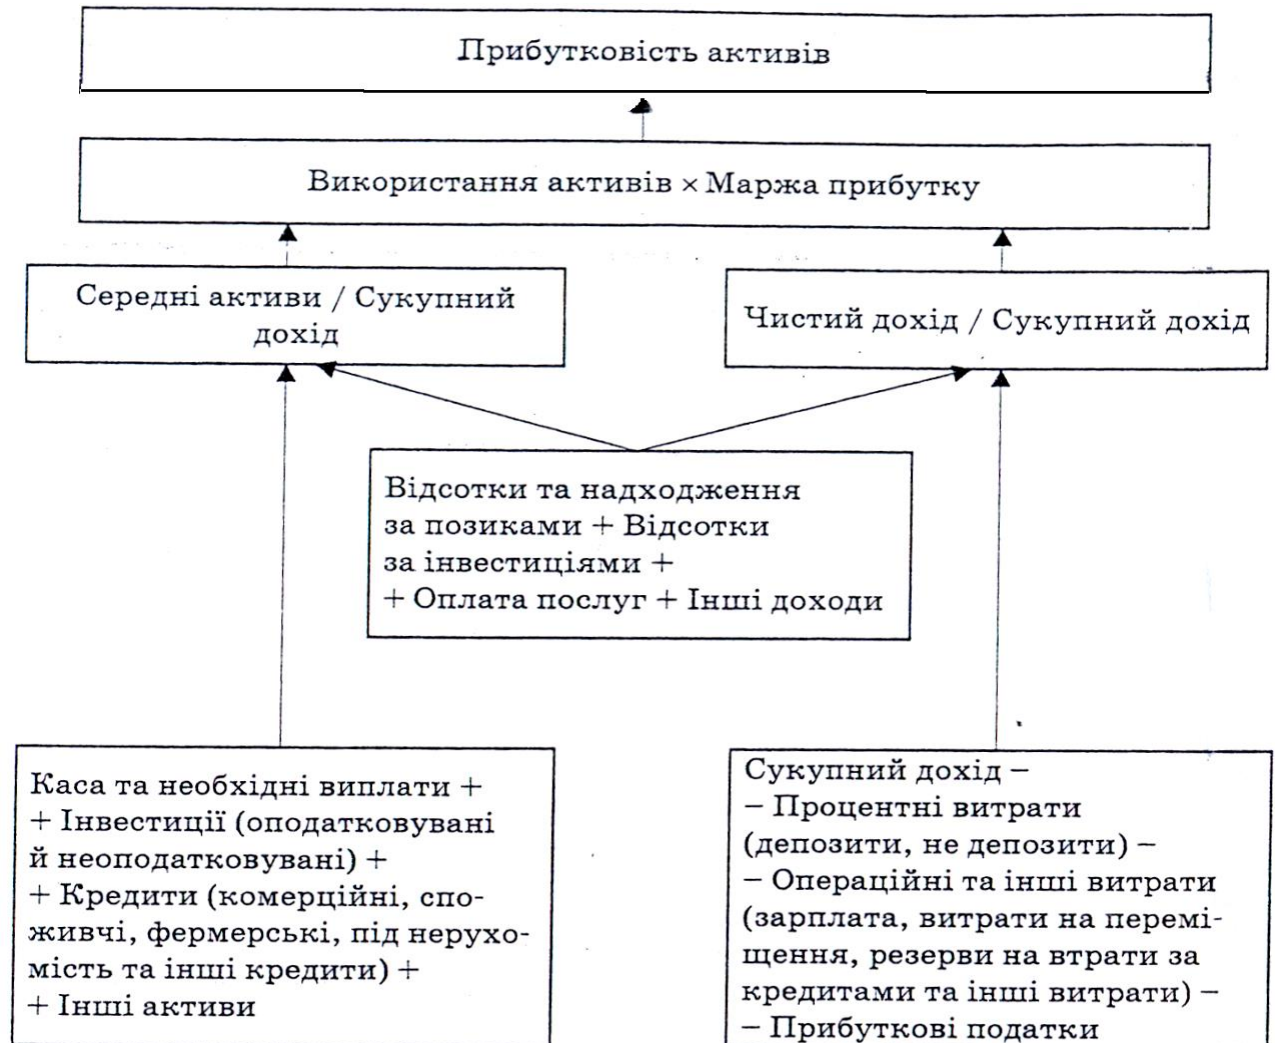 Прибутковість активів
Використання активів × Маржа прибутку
Середні активи / Сукупний
дохід
Чистий дохід / Сукупний дохід
Відсотки та надходження
за позиками + Відсотки
за інвестиціями +
+ Оплата послуг + Інші доходи
Каса та необхідні виплати +
+ Інвестиції (оподатковувані
й неоподатковувані) +
+ Кредити (комерційні, спо-
живчі, фермерські, під нерухо-
мість та інші кредити) +
+ Інші активи
Сукупний дохід −
− Процентні витрати
(депозити, не депозити) −
− Операційні та інші витрати
(зарплата, витрати на переміщення, резерви на втрати за
кредитами та інші витрати) −
− Прибуткові податки